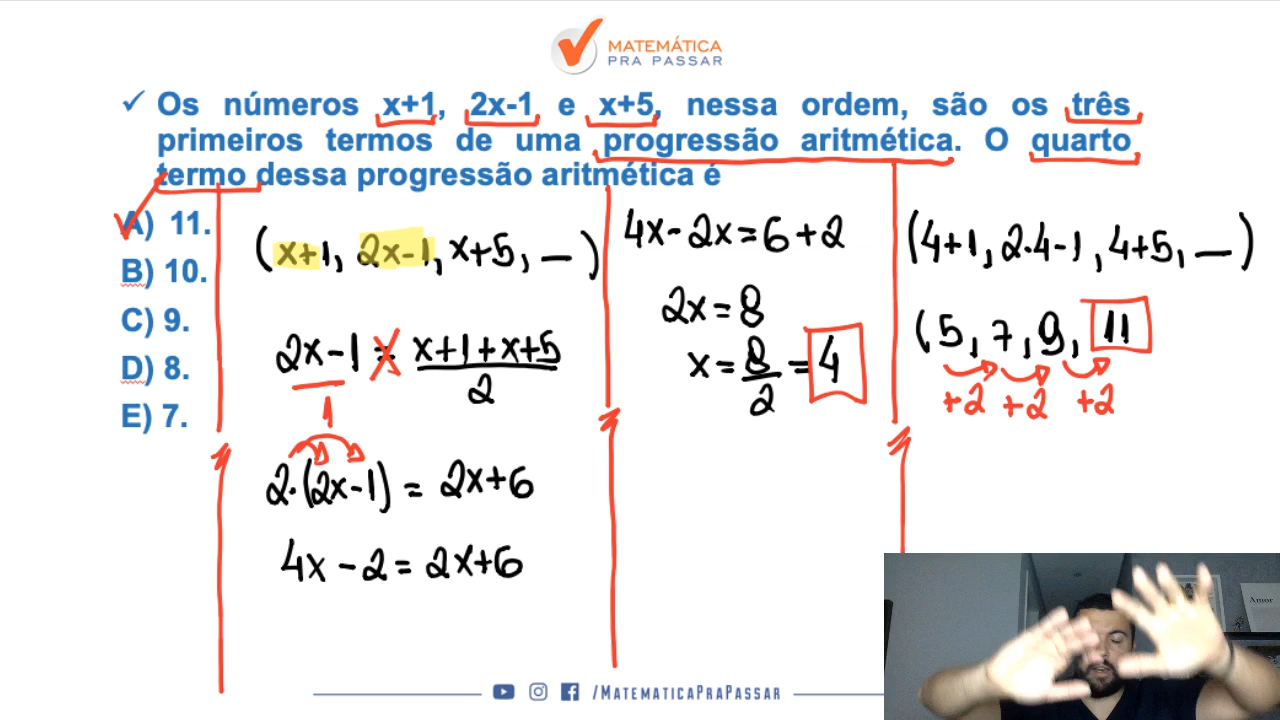 MATEMÁTICA
PRA PASSAR
✓ Os números x+1, 2x-1 e x+5, nessa ordem, são os três
primeiros termos de uma progressão aritmética. O quarto
termo dessa progressão aritmética é
A) 11.
B) 10.
C) 9.
D) 8.
E) 7.
(x+1, 2x-1, x+5, _)
2x-1 = x+1+x+5
1
2
2·(2x-1) = 2x+6
4x-2 = 2x+6
4x-2x=6+2
2x=8
x=8/2=4
(4+1, 2·4-1, 4+5, _)
(5, 7, 9, 11
+2 +2 +2
Amor
/MATEMATICAPRAPASSAR